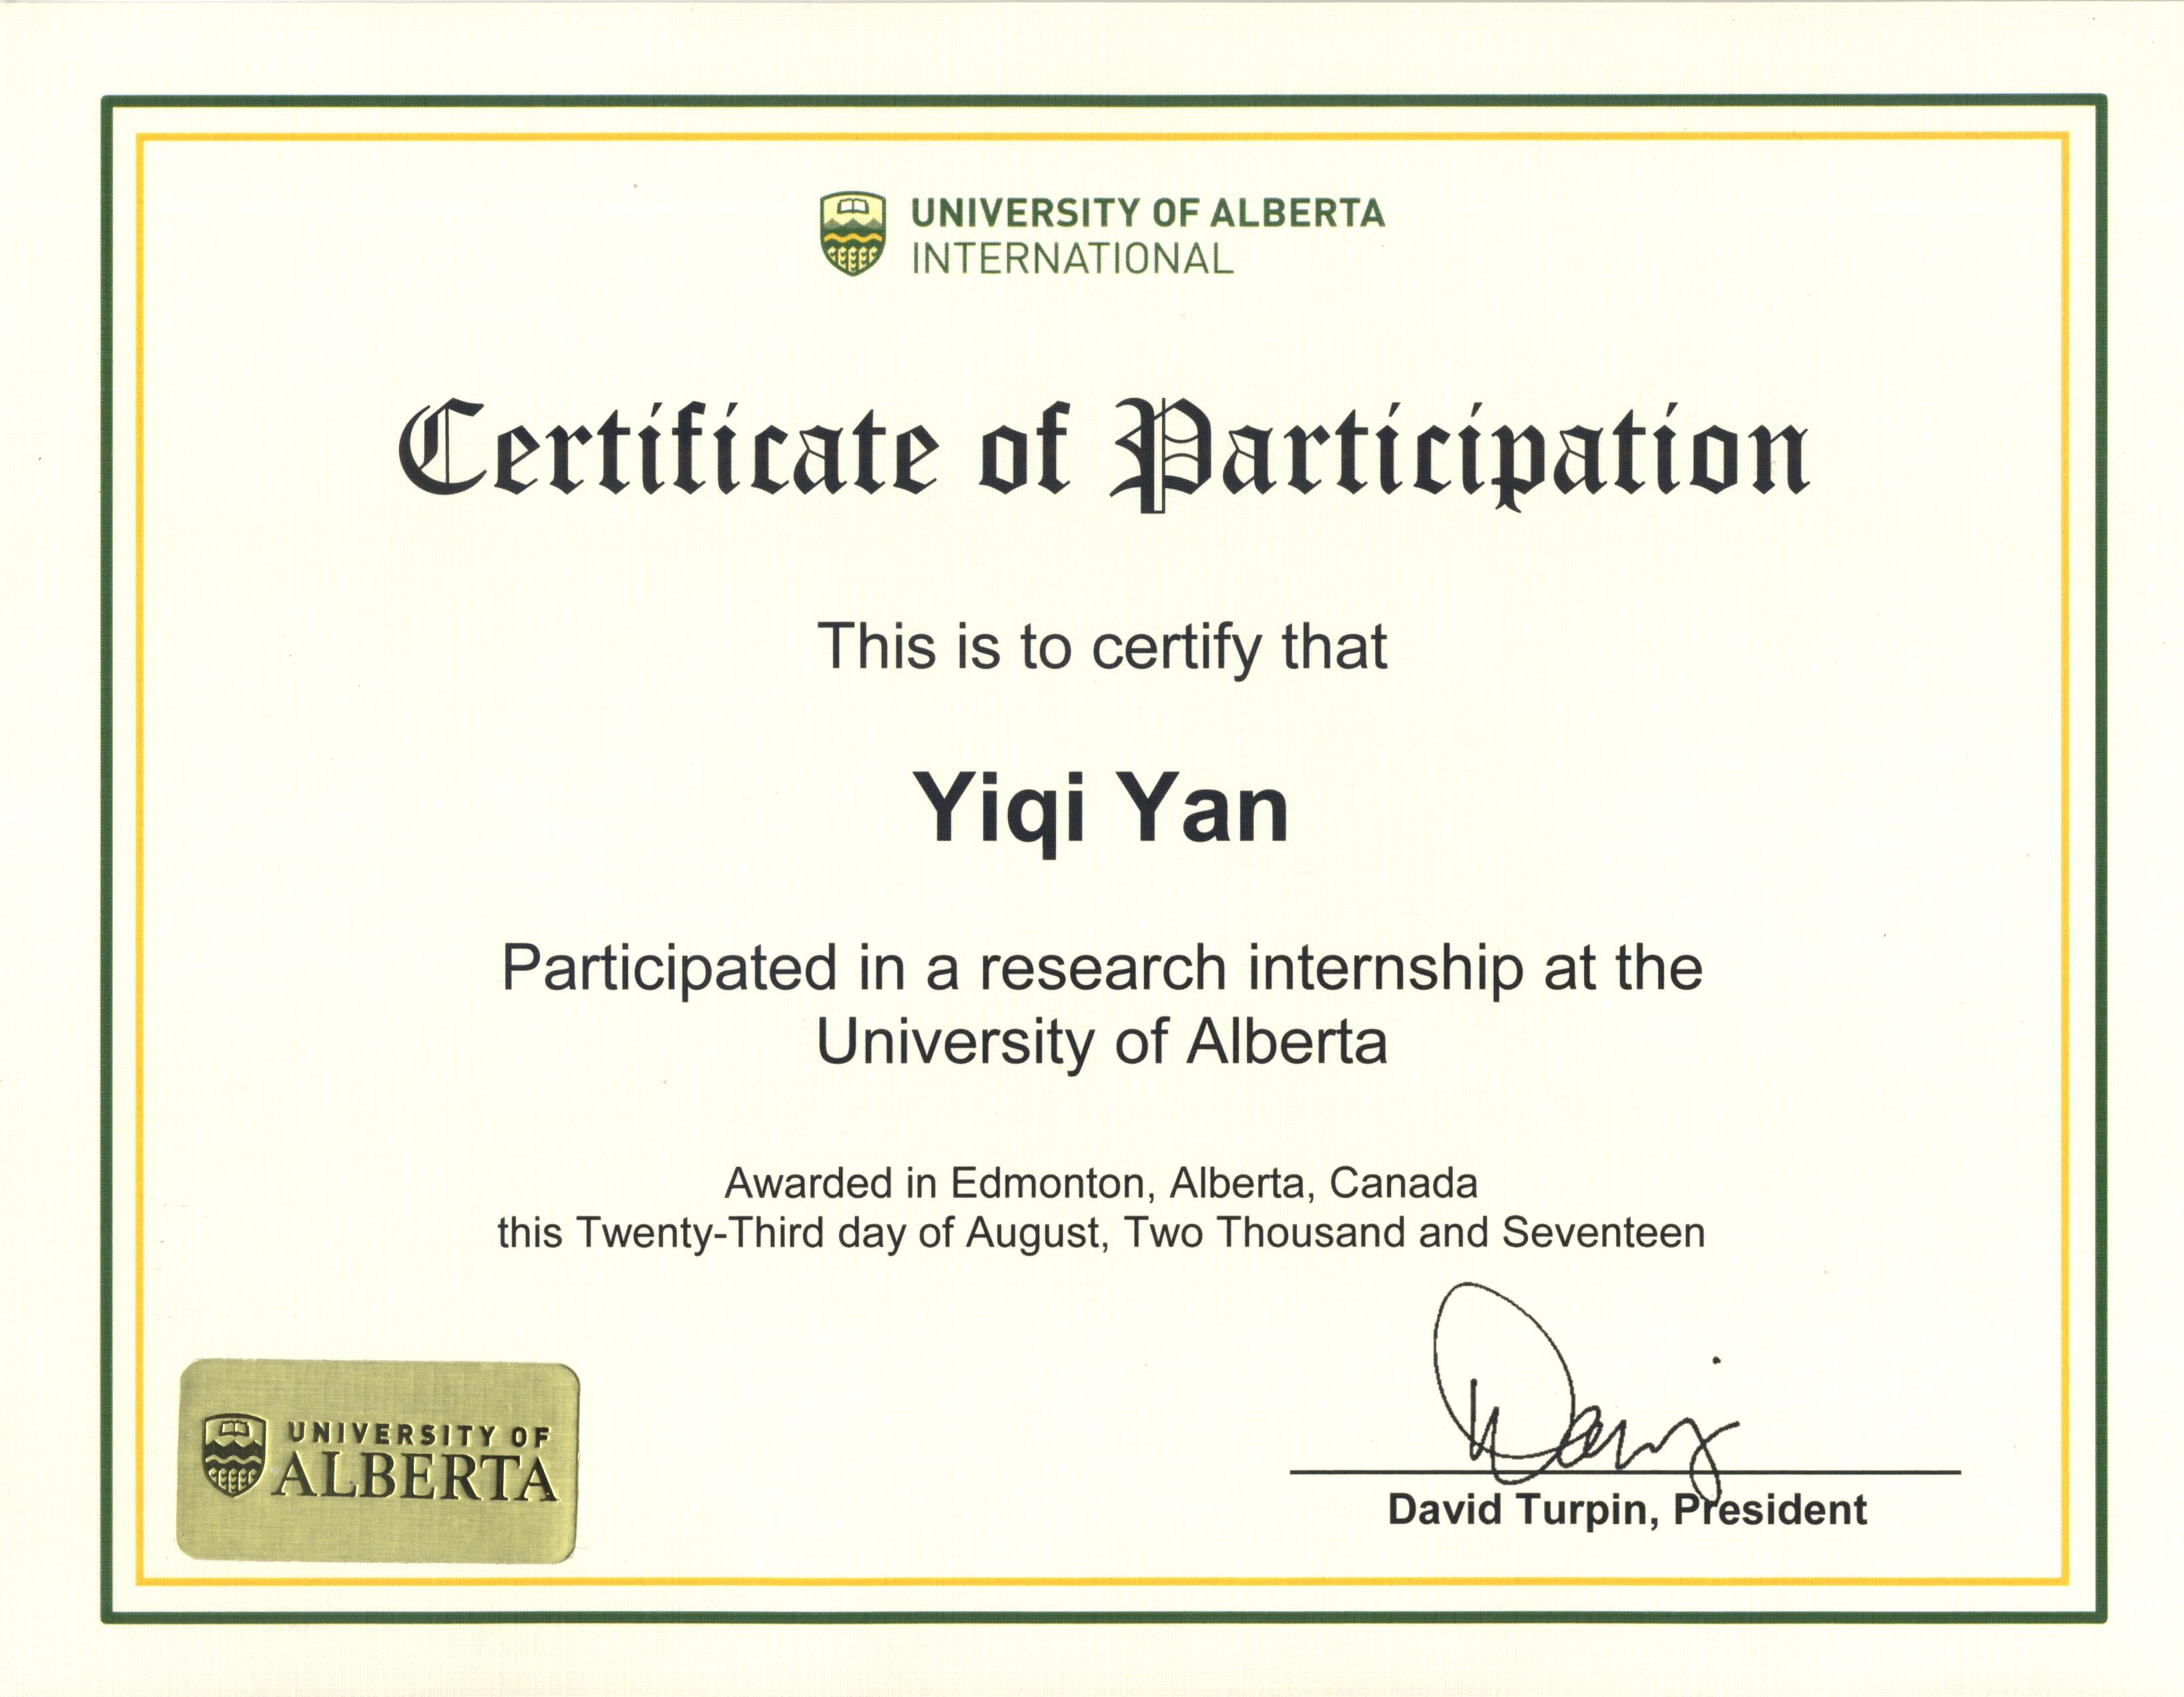 UNIVERSITY OF ALBERTA
INTERNATIONAL
Certificate of Participation
This is to certify that
Yiqi Yan
Participated in a research internship at the
University of Alberta
Awarded in Edmonton, Alberta, Canada
this Twenty-Third day of August, Two Thousand and Seventeen
UNIVERSITY OF
ALBERTA
David Turpin, President